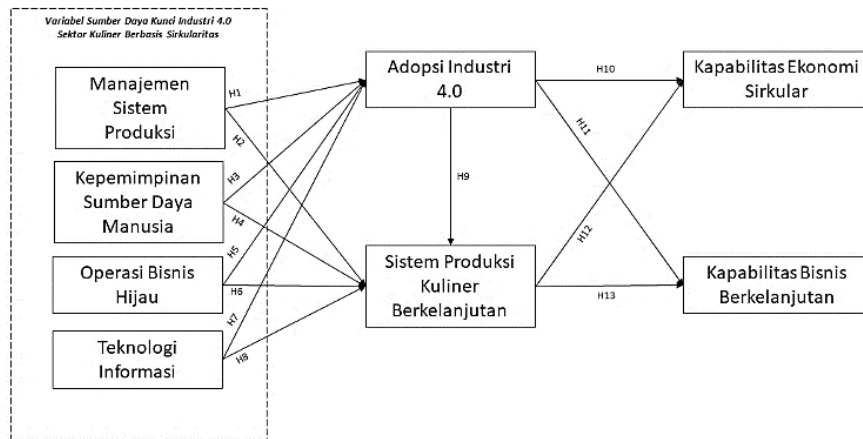 Variabel Sumber Daya Kunci Industri 4.0
Sektor Kuliner Berbasis Sirkularitas
Manajemen
Sistem
Produksi
Kepemimpinan
Sumber Daya
Manusia
Operasi Bisnis
Hijau
Teknologi
Informasi
H1
H2
H3
H4
H5
H6
H7
H8
Adopsi Industri
4.0
H9
Sistem Produksi
Kuliner
Berkelanjutan
H10
H11
H12
H13
Kapabilitas Ekonomi
Sirkular
Kapabilitas Bisnis
Berkelanjutan